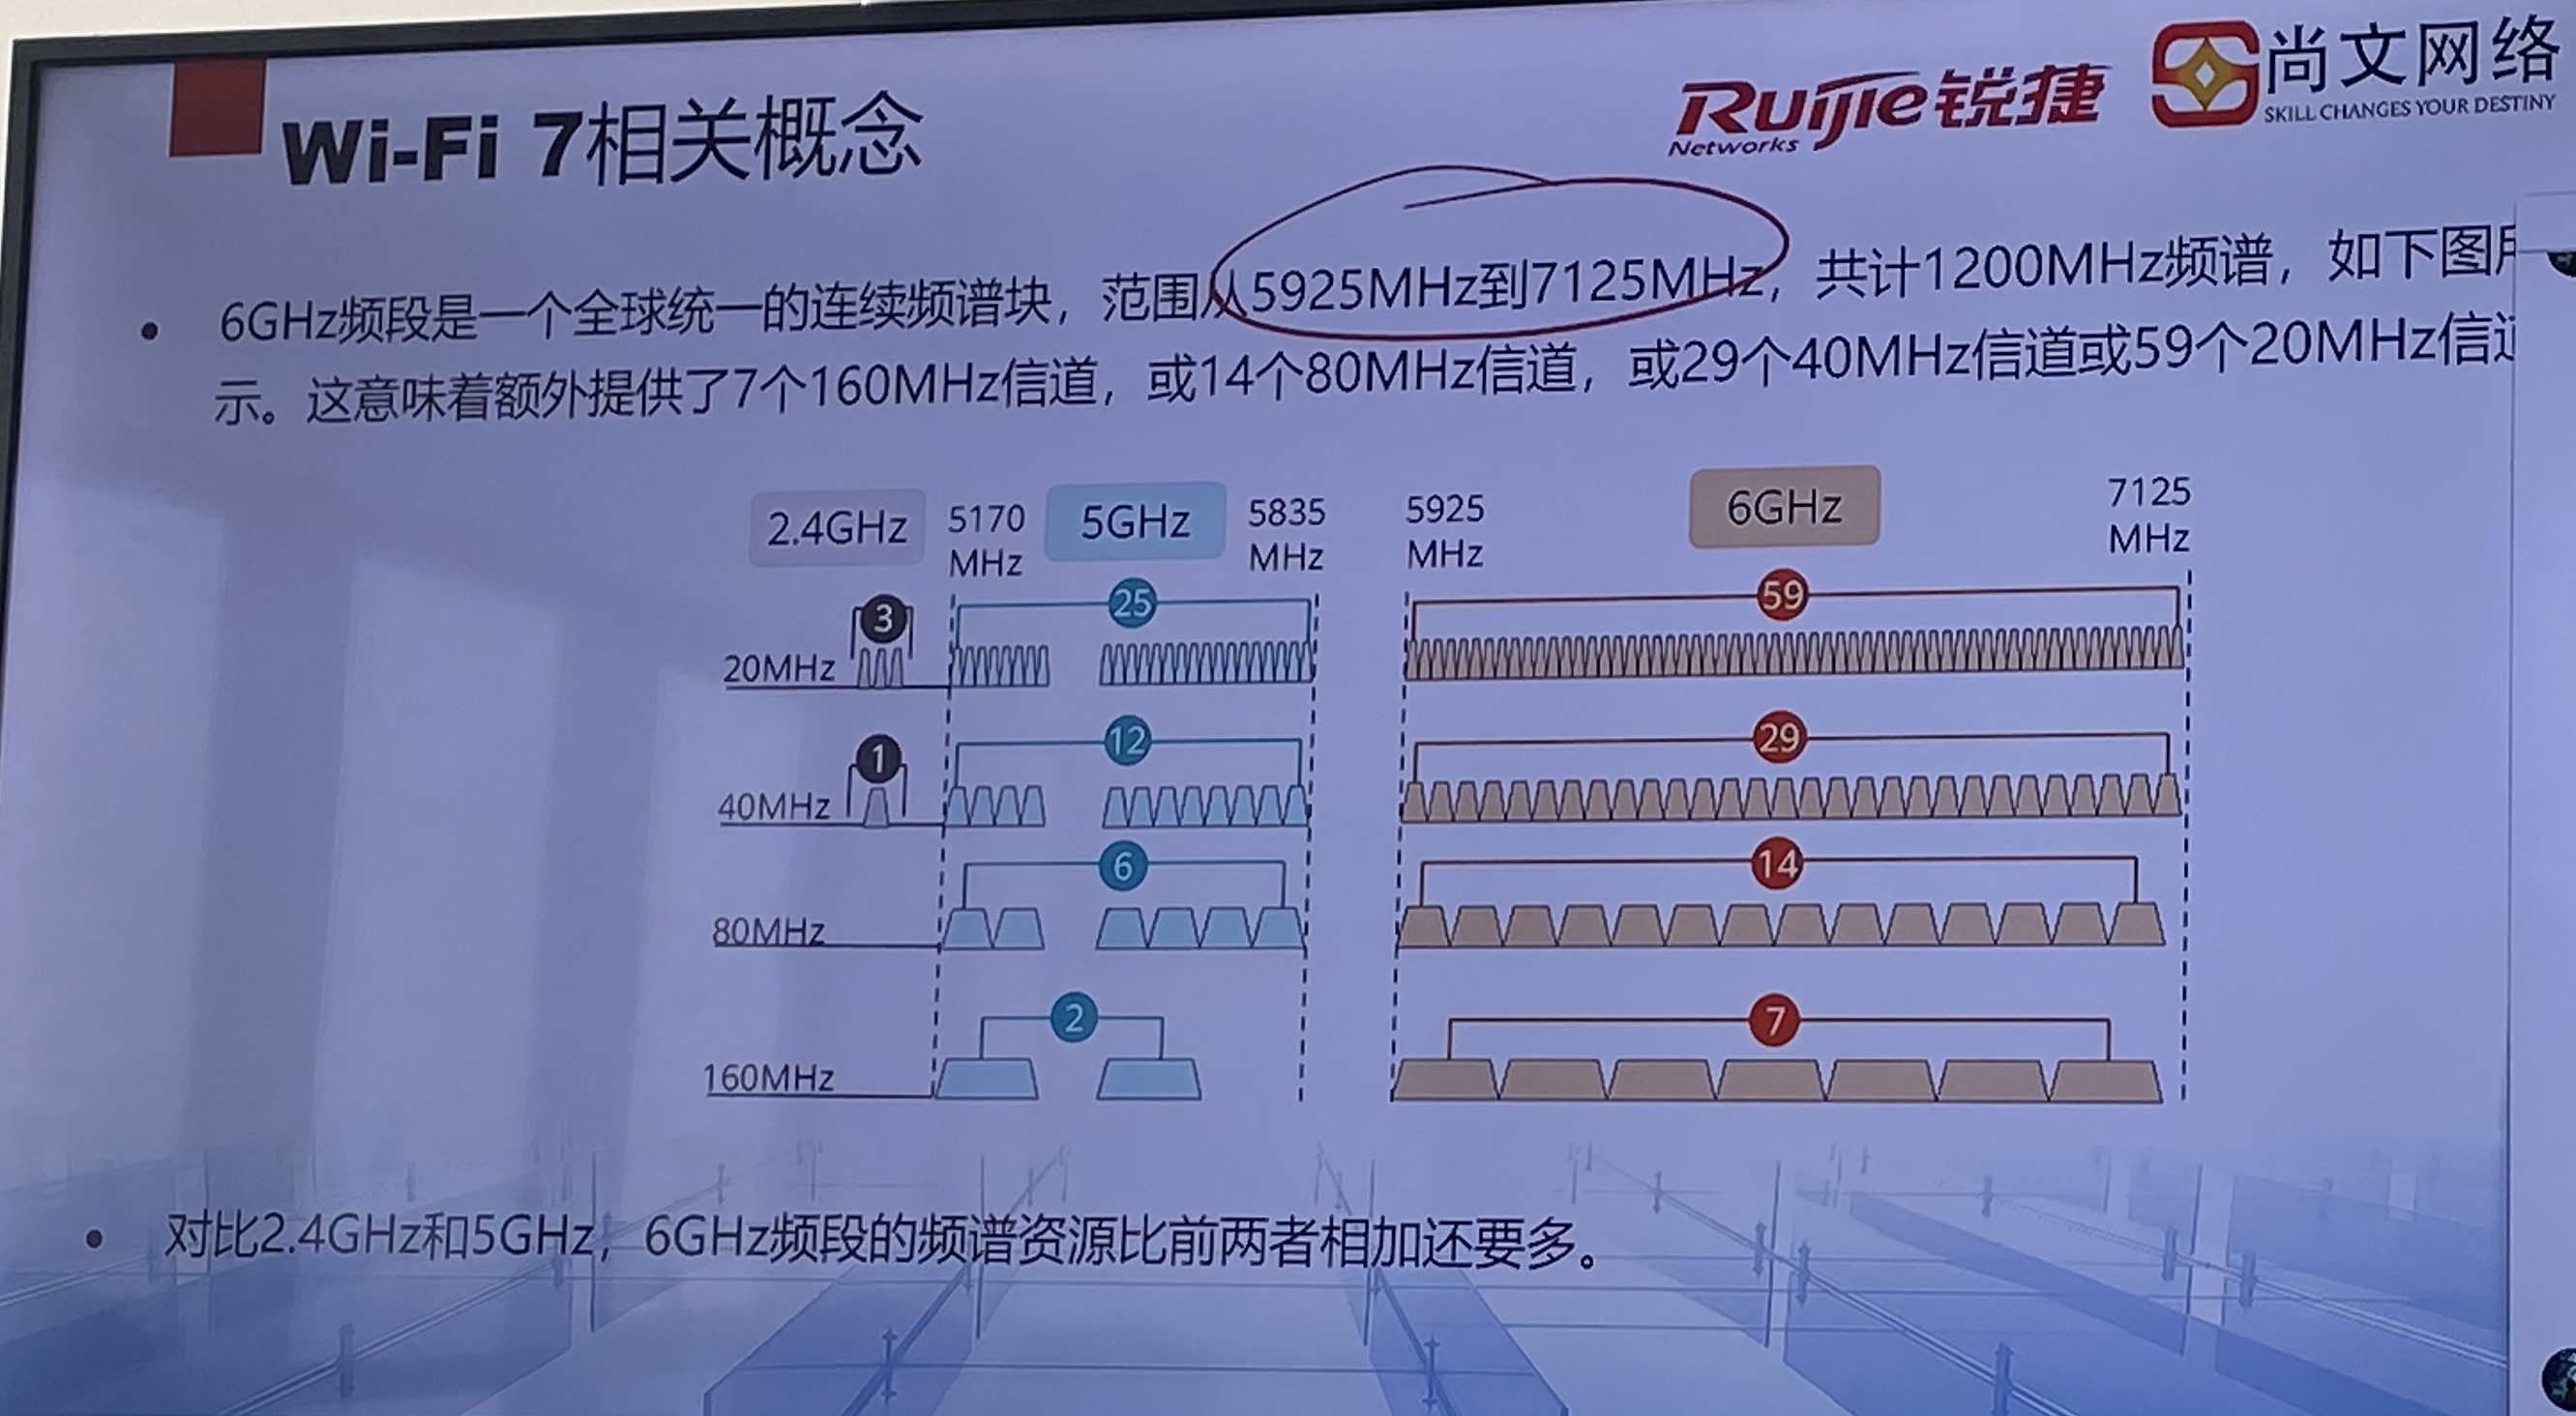 Wi-Fi 7相关概念
Ruijie锐捷
Networks
尚文网络
SKILL CHANGES YOUR DESTINY
6GHz频段是一个全球统一的连续频谱块，范围从5925MHz到7125MHz，共计1200MHz频谱，如下图
示。这意味着额外提供了7个160MHz信道，或14个80MHz信道，或29个40MHz信道或59个20MHz信道
2.4GHz
5170 MHz
5GHz
5835 MHz
5925 MHz
6GHz
7125 MHz
20MHz 3 25 59
40MHz 1 12 29
80MHz 6 14
160MHz 2 7
对比2.4GHz和5GHz，6GHz频段的频谱资源比前两者相加还要多。